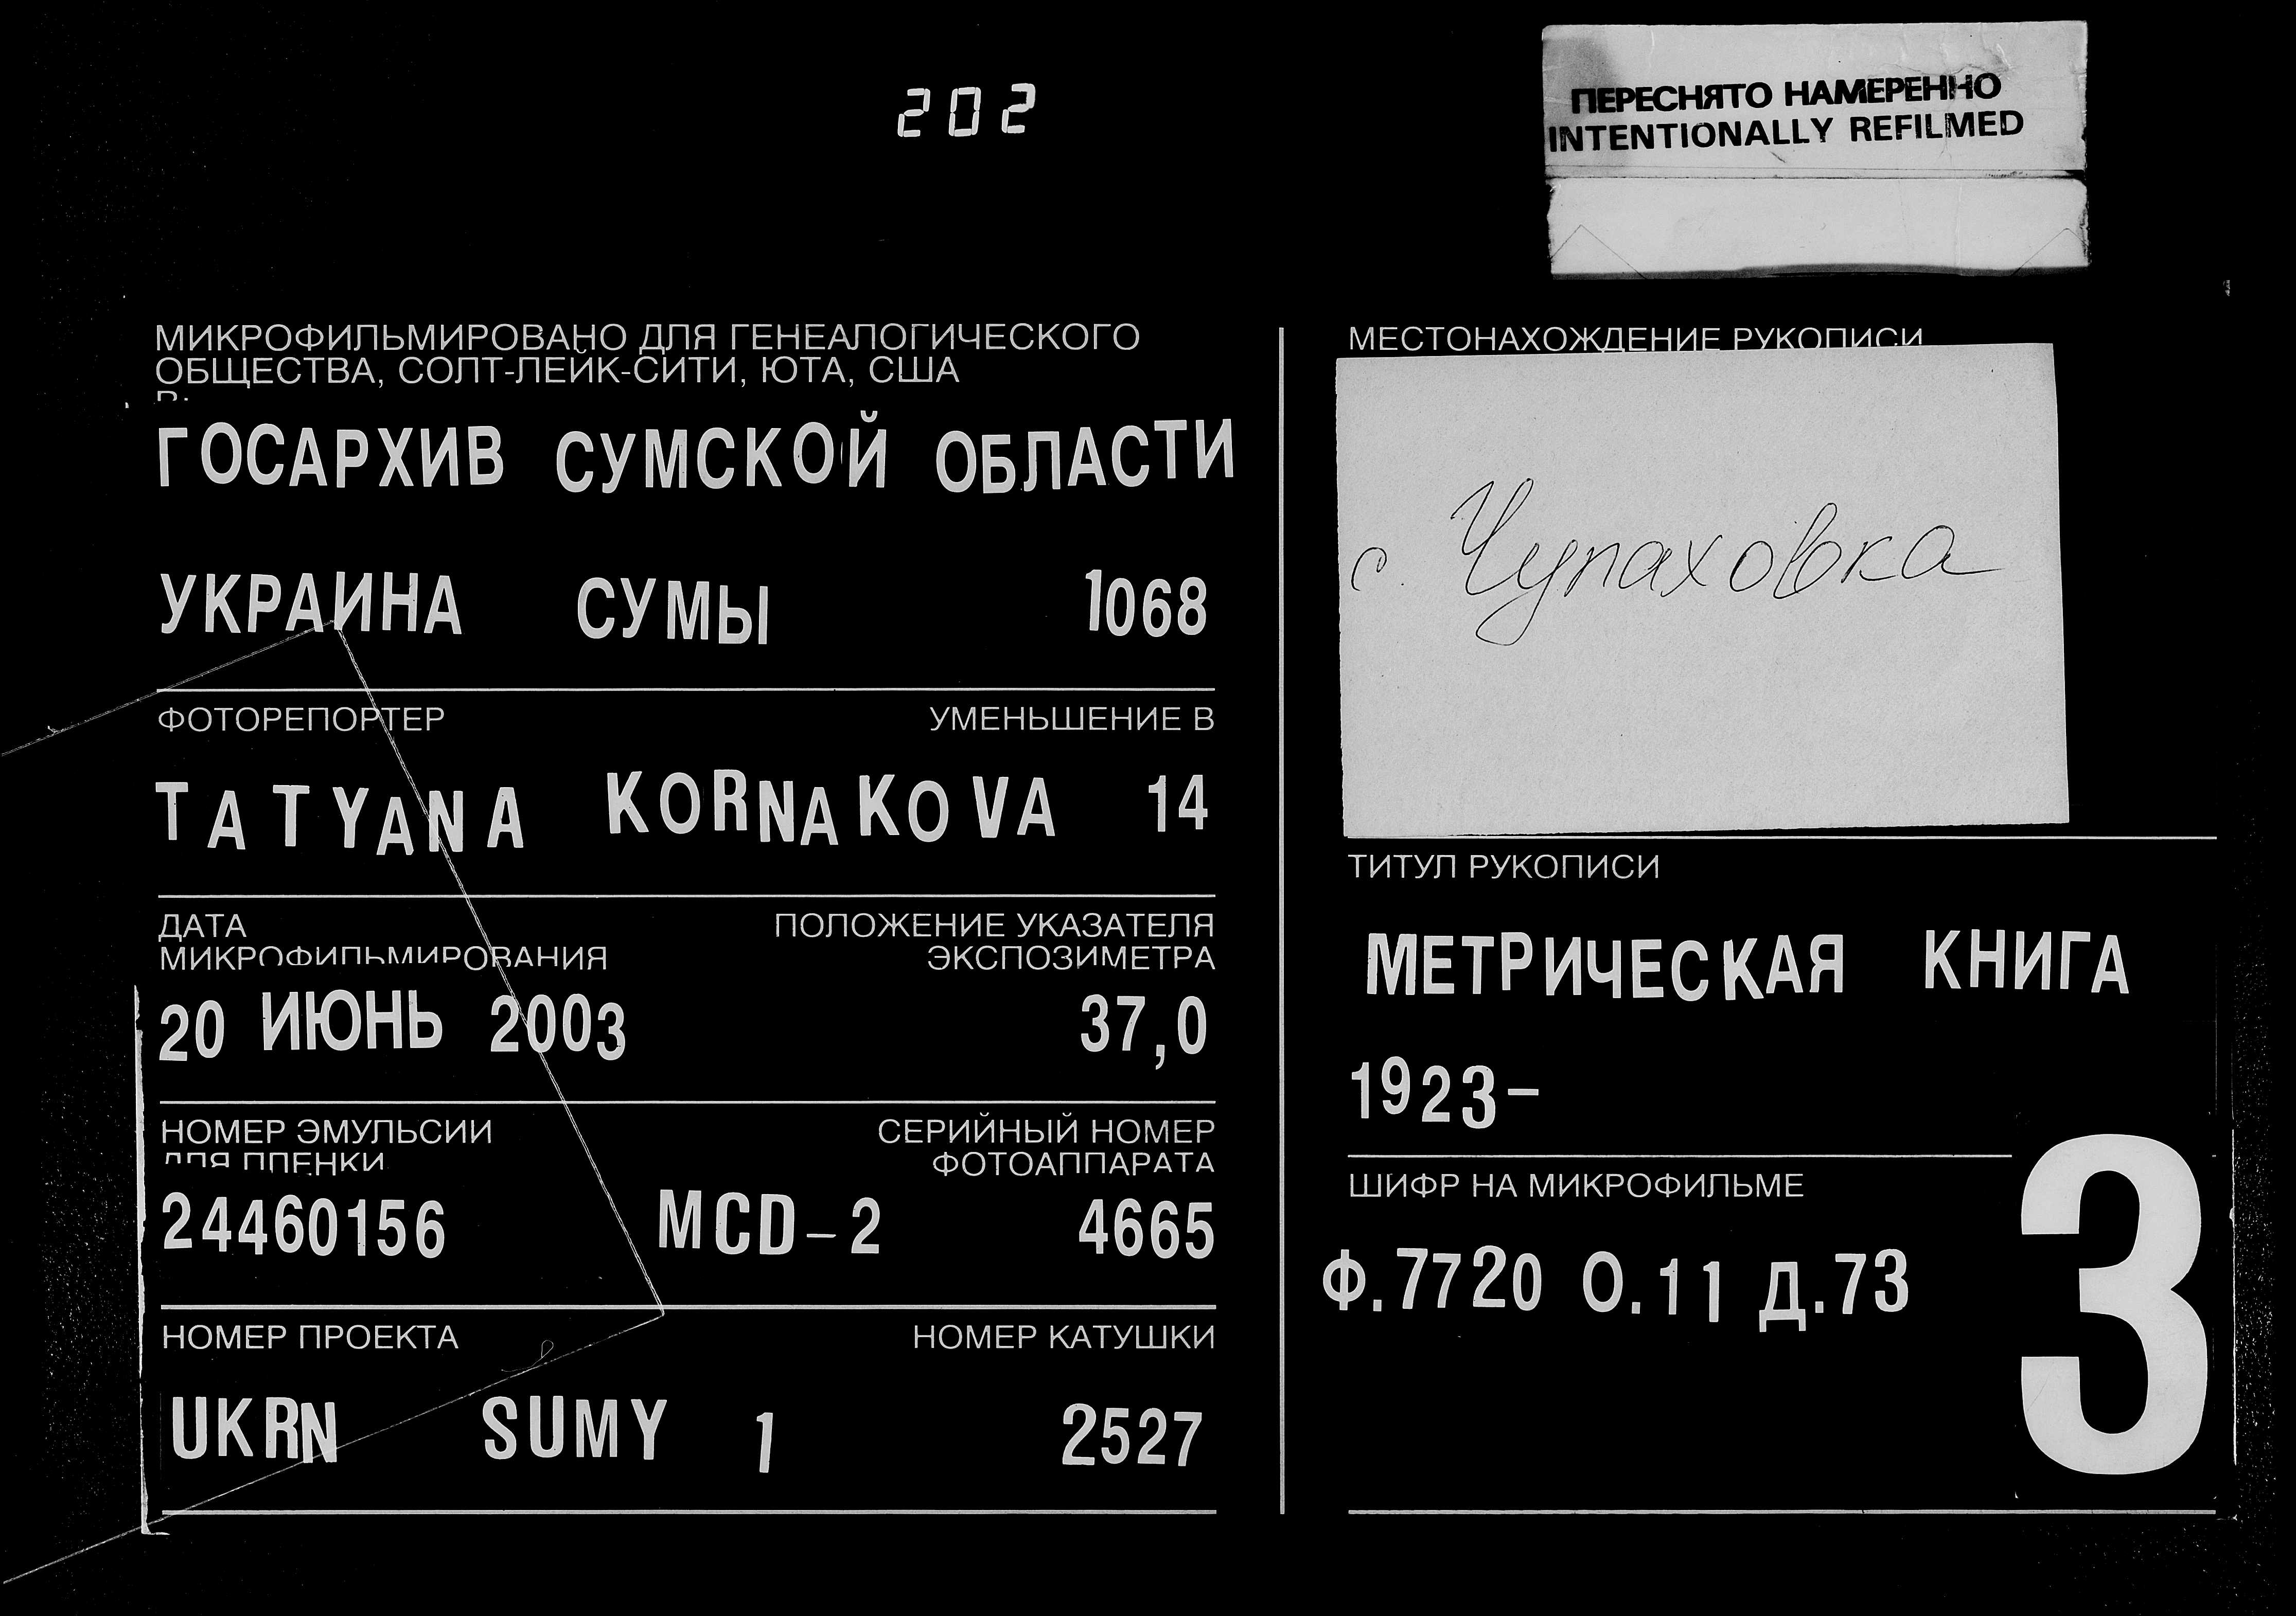 202
ПЕРЕСНЯТО НАМЕРЕННО
INTENTIONALLY REFILMED
МИКРОФИЛЬМИРОВАНО ДЛЯ ГЕНЕАЛОГИЧЕСКОГО
ОБЩЕСТВА, СОЛТ-ЛЕЙК-СИТИ, ЮТА, США
ГОСАРХИВ СУМСКОЙ ОБЛАСТИ
УКРАИНА СУМЫ 1068
ФОТОРЕПОРТЕР УМЕНЬШЕНИЕ В
TATYANA KORNAKOVA 14
ДАТА ПОЛОЖЕНИЕ УКАЗАТЕЛЯ
МИКРОФИЛЬМИРОВАНИЯ ЭКСПОЗИМЕТРА
20 ИЮНЬ 2003 37,0
НОМЕР ЭМУЛЬСИИ СЕРИЙНЫЙ НОМЕР
ДЛЯ ПЛЕНКИ ФОТОАППАРАТА
24460156 MCD-2 4665
НОМЕР ПРОЕКТА НОМЕР КАТУШКИ
UKRN SUMY 1 2527
МЕСТОНАХОЖДЕНИЕ РУКОПИСИ
с. Чупаховка
ТИТУЛ РУКОПИСИ
МЕТРИЧЕСКАЯ КНИГА
1923-
ШИФР НА МИКРОФИЛЬМЕ
Ф.7720 О.11 Д.73
3